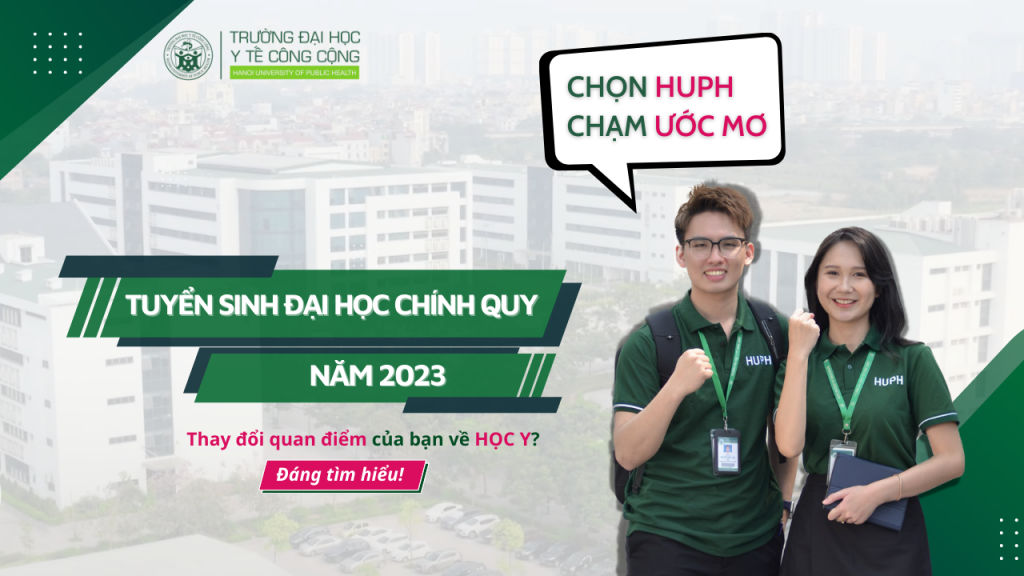 TRƯỜNG ĐẠI HỌC
Y TẾ CÔNG CỘNG
HANOI UNIVERSITY OF PUBLIC HEALTH
CHỌN HUPH
CHẠM ƯỚC MƠ
TUYỂN SINH ĐẠI HỌC CHÍNH QUY
NĂM 2023
Thay đổi quan điểm của bạn về HỌC Y?
Đáng tìm hiểu!
HUPH
HUPH